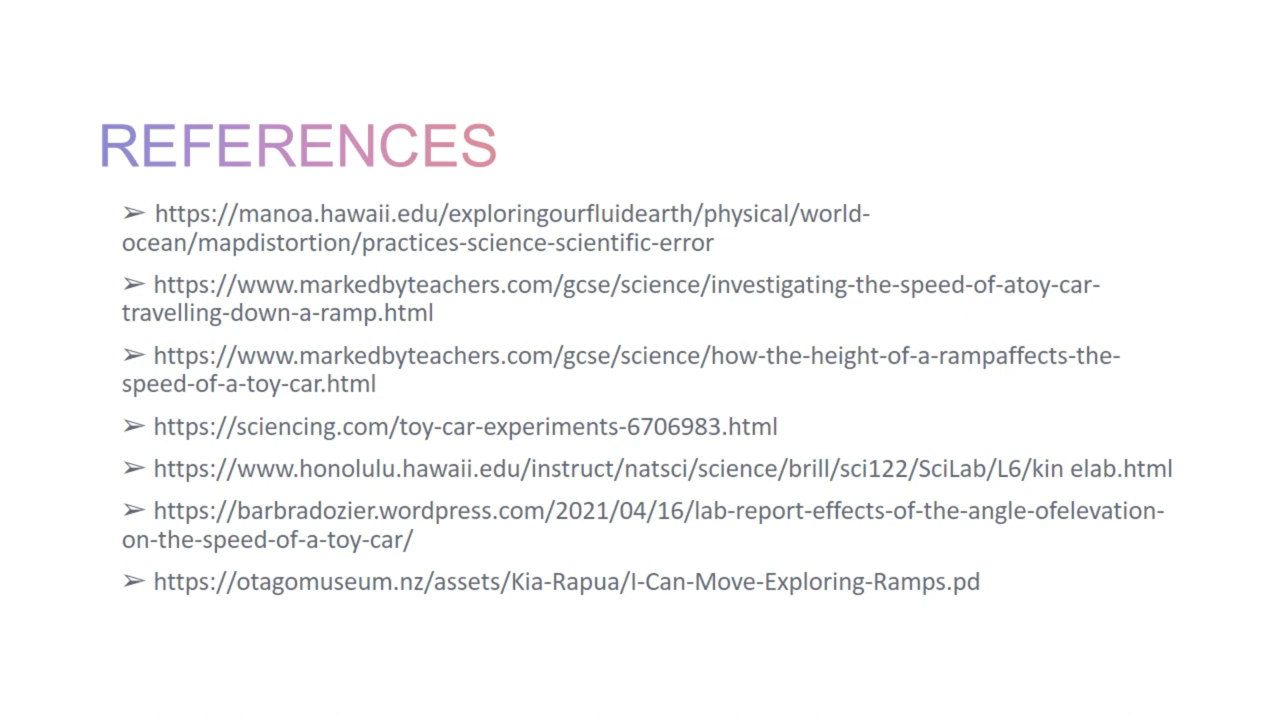 REFERENCES
➢ https://manoa.hawaii.edu/exploringourfluidearth/physical/world-
ocean/mapdistortion/practices-science-scientific-error
➢ https://www.markedbyteachers.com/gcse/science/investigating-the-speed-of-atoy-car-
travelling-down-a-ramp.html
➢ https://www.markedbyteachers.com/gcse/science/how-the-height-of-a-rampaffects-the-
speed-of-a-toy-car.html
➢ https://sciencing.com/toy-car-experiments-6706983.html
➢ https://www.honolulu.hawaii.edu/instruct/natsci/science/brill/sci122/SciLab/L6/kin elab.html
➢ https://barbradozier.wordpress.com/2021/04/16/lab-report-effects-of-the-angle-ofelevation-
on-the-speed-of-a-toy-car/
➢ https://otagomuseum.nz/assets/Kia-Rapua/I-Can-Move-Exploring-Ramps.pd